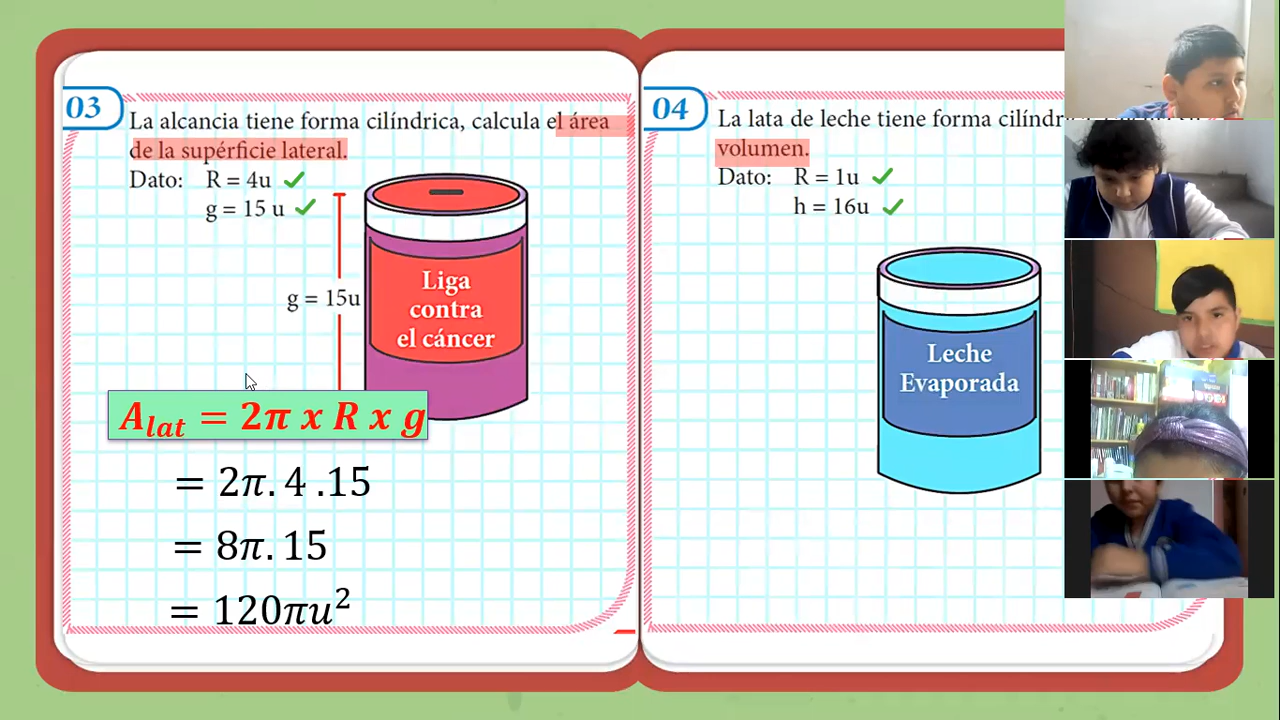 03
La alcancia tiene forma cilíndrica, calcula el área
de la supérficie lateral.
Dato: R = 4u ✓
g = 15 u ✓
g = 15u
Liga
contra
el cáncer
A_lat = 2π x R x g
= 2π. 4 .15
= 8π. 15
= 120πu²
04
La lata de leche tiene forma
volumen.
Dato: R = 1u ✓
h = 16u ✓
Leche
Evaporada